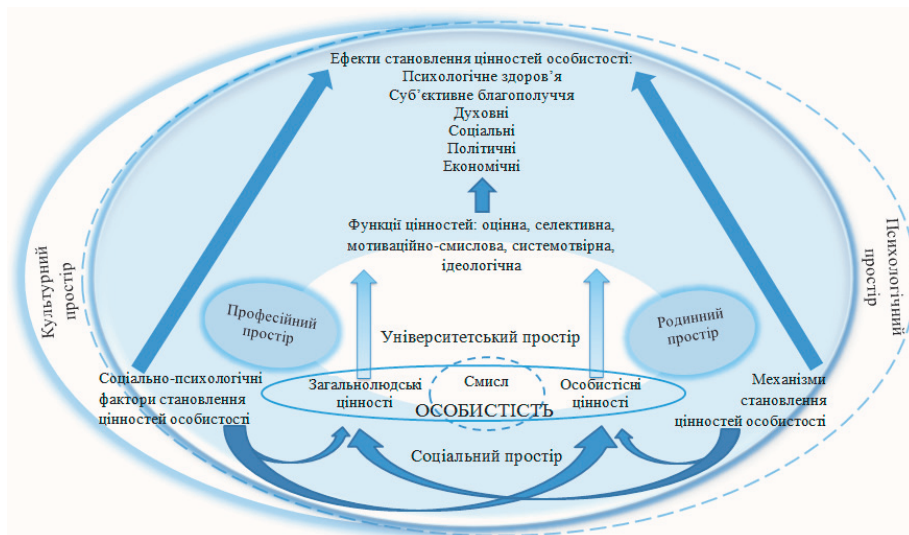 Ефекти становлення цінностей особистості:
Психологічне здоров’я
Суб’єктивне благополуччя
Духовні
Соціальні
Політичні
Економічні
Культурний
простір
Психологічний
простір
Функції цінностей: оцінна, селективна,
мотиваційно-смислова, системотвірна,
ідеологічна
Професійний
простір
Університетський простір
Родинний
простір
Соціально-психологічні
фактори становлення
цінностей особистості
Загальнолюдські
цінності
Смисл
ОСОБИСТІСТЬ
Особистісні
цінності
Механізми
становлення
цінностей особистості
Соціальний простір